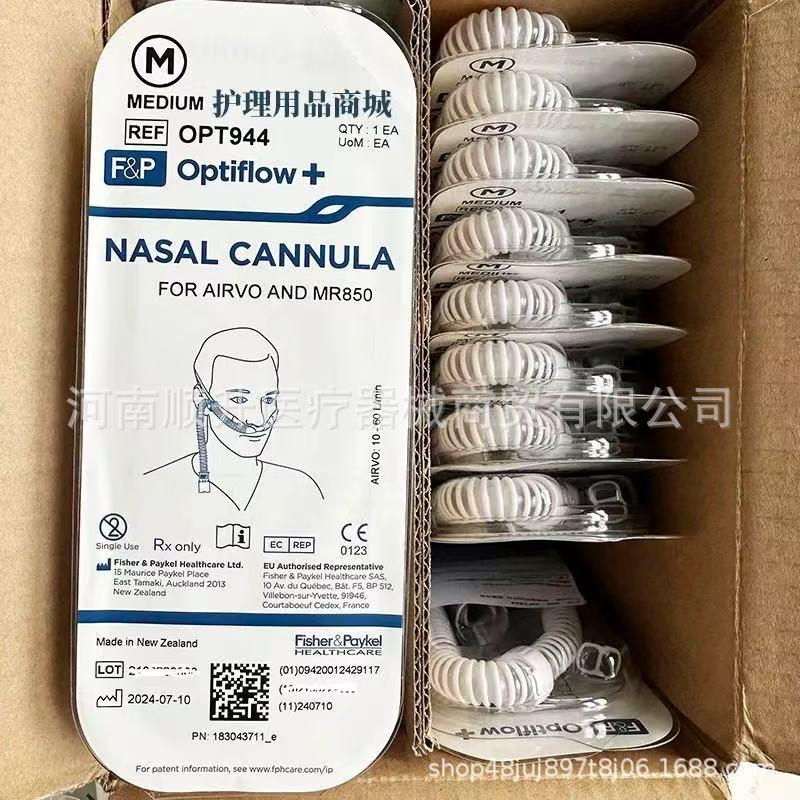 M
MEDIUM
护理用品商城
REF OPT944
QTY : 1 EA
UoM : EA
F&P Optiflow+
NASAL CANNULA
FOR AIRVO AND MR850
AIRVO: 10 - 60 L/min
Single Use
Rx only
EC REP
CE
0123
Fisher & Paykel Healthcare Ltd.
15 Maurice Paykel Place
East Tamaki, Auckland 2013
New Zealand
EU Authorised Representative
Fisher & Paykel Healthcare SAS,
10 Av. du Québec, Bât. F5, BP 512,
Villebon-sur-Yvette, 91946,
Courtaboeuf Cedex, France
Made in New Zealand
Fisher&Paykel
HEALTHCARE
LOT
(01)09420012429117
2024-07-10
(11)240710
PN: 183043711_e
For patent information, see www.fphcare.com/ip
M
MEDIUM
F&P Optiflow+
河南顺 医疗器械商贸有限公司
shop48juj897t8j06.1688.com